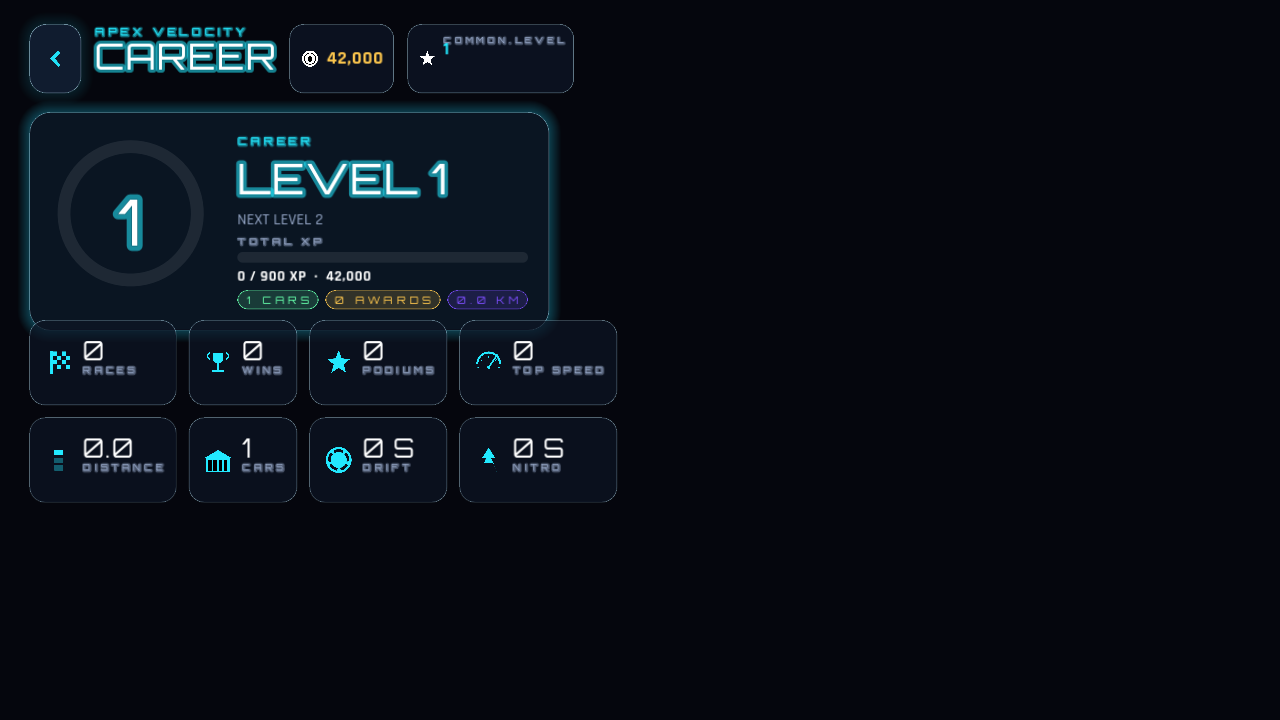 APEX VELOCITY
CAREER
42,000
COMMON.LEVEL
1
CAREER
LEVEL 1
1
NEXT LEVEL 2
TOTAL XP
0 / 900 XP · 42,000
1 CARS
0 AWARDS
0.0 KM
0
RACES
0
WINS
0
PODIUMS
0
TOP SPEED
0.0
DISTANCE
1
CARS
0 S
DRIFT
0 S
NITRO